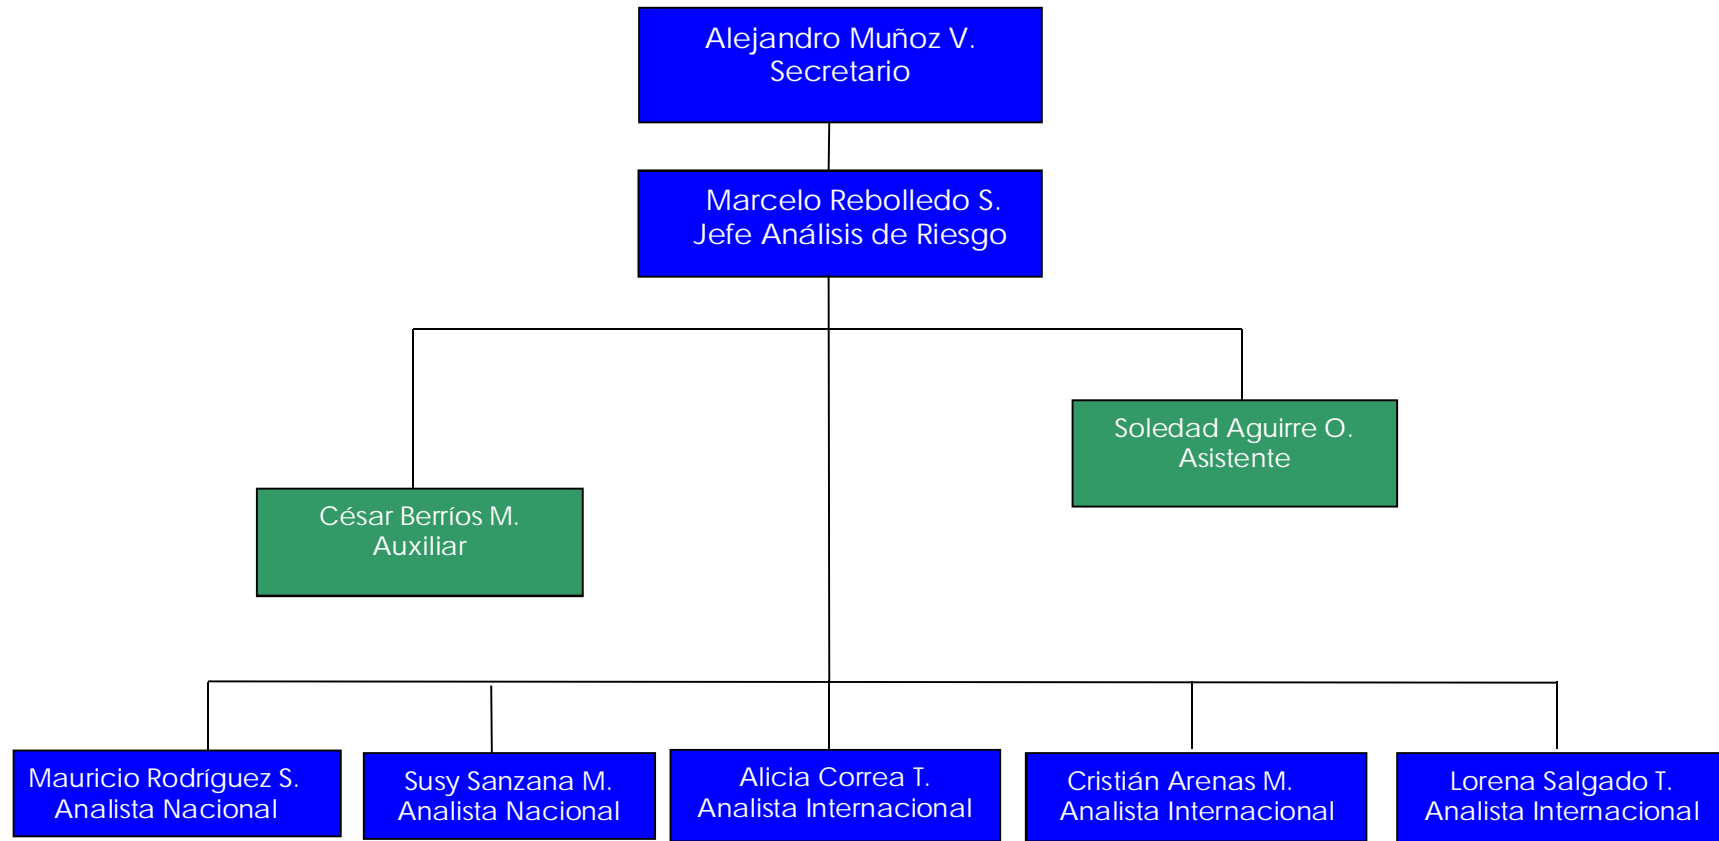 Alejandro Muñoz V.
Secretario
Marcelo Rebolledo S.
Jefe Análisis de Riesgo
Soledad Aguirre O.
Asistente
César Berríos M.
Auxiliar
Mauricio Rodríguez S.
Analista Nacional
Susy Sanzana M.
Analista Nacional
Alicia Correa T.
Analista Internacional
Cristián Arenas M.
Analista Internacional
Lorena Salgado T.
Analista Internacional